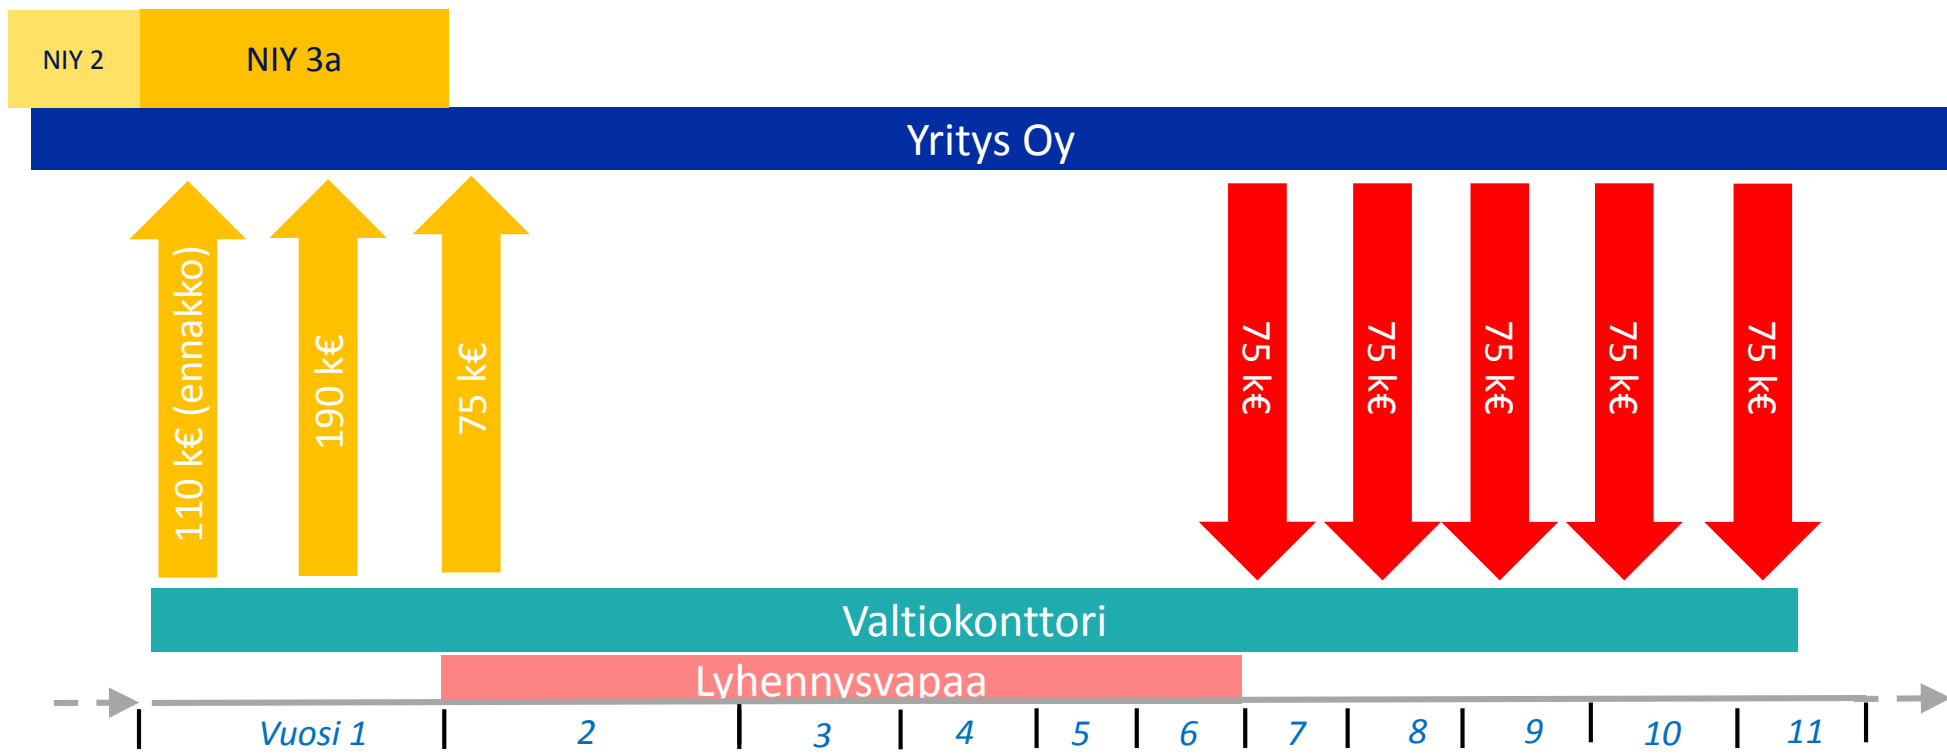 NIY 2
NIY 3a
Yritys Oy
110 k€ (ennakko)
190 k€
75 k€
75 k€
75 k€
75 k€
75 k€
75 k€
Valtiokonttori
Lyhennysvapaa
Vuosi 1
2
3
4
5
6
7
8
9
10
11